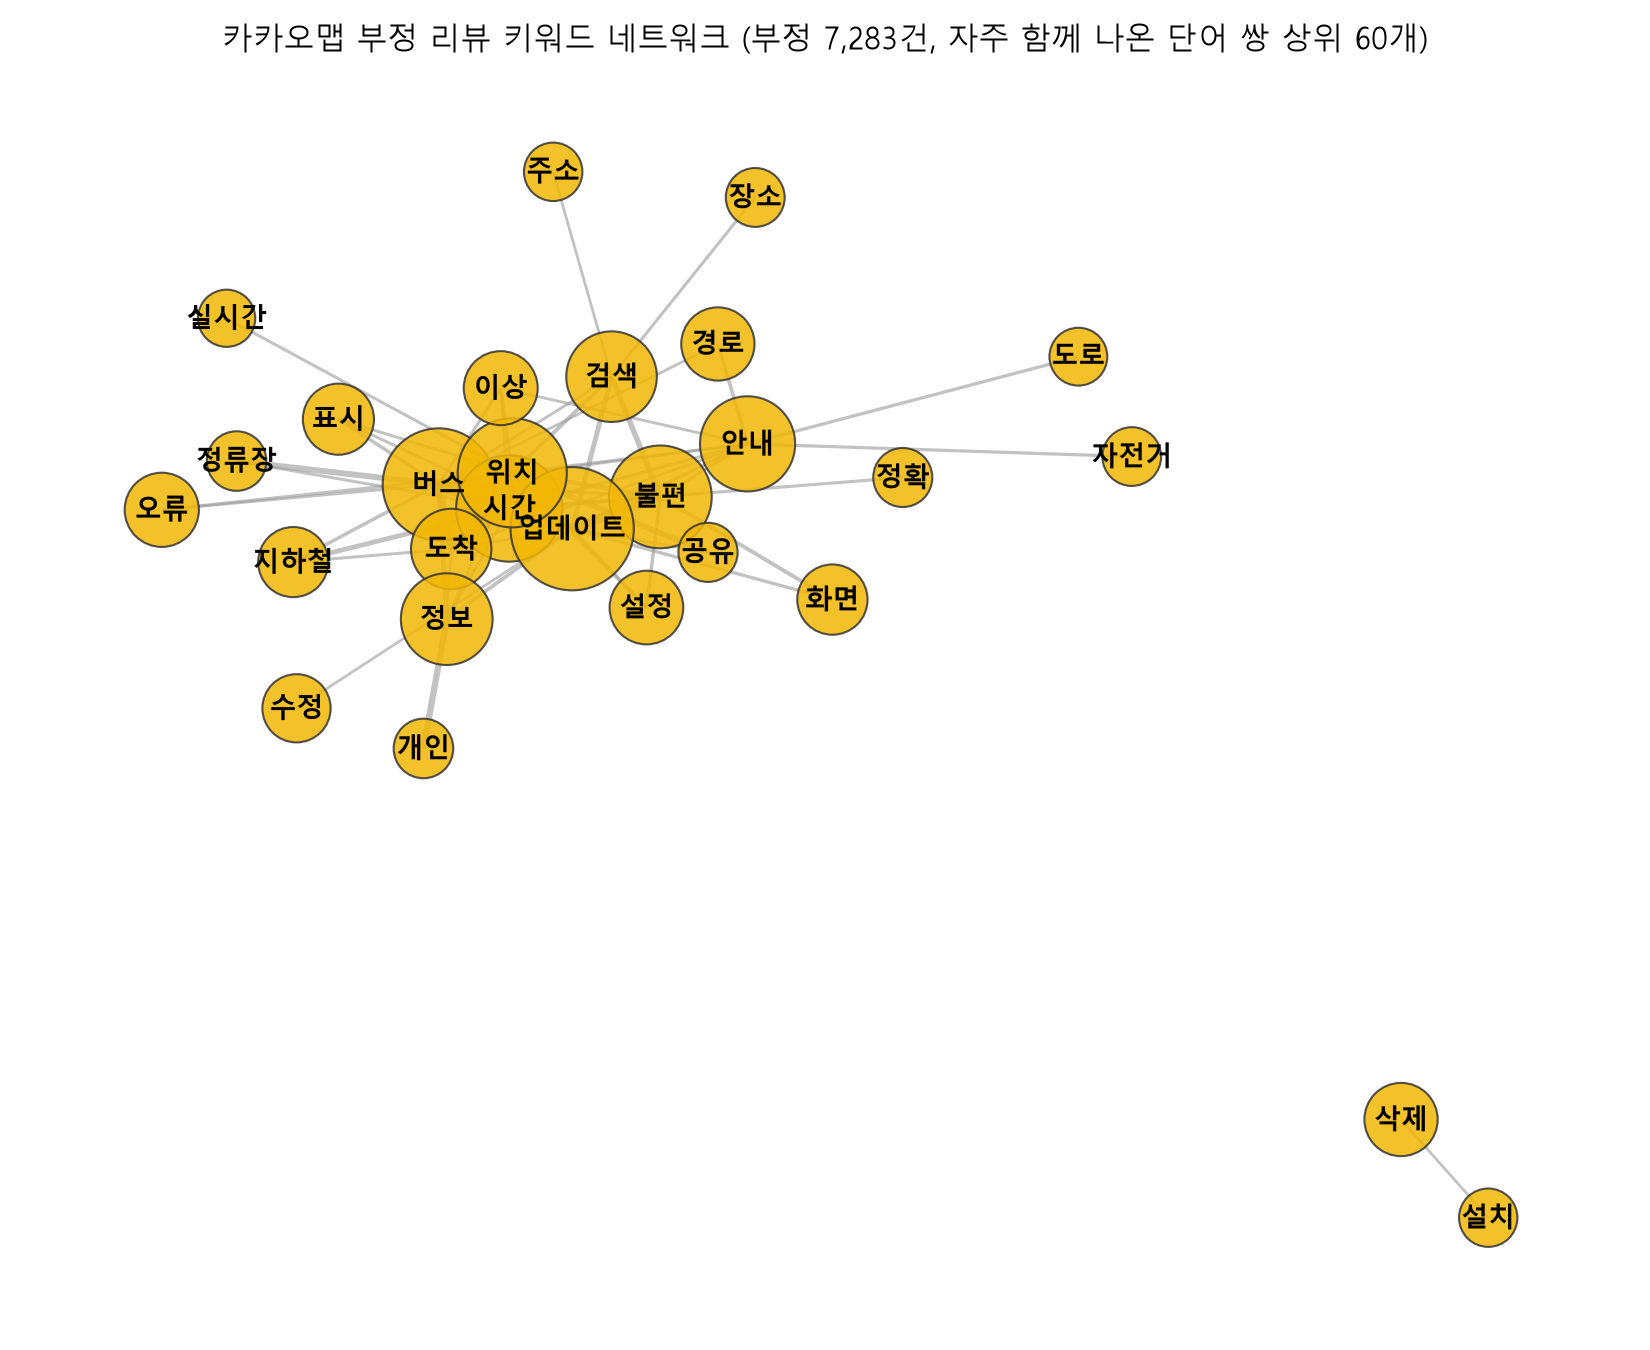 카카오맵 부정 리뷰 키워드 네트워크 (부정 7,283건, 자주 함께 나온 단어 쌍 상위 60개)
주소
장소
실시간
경로
도로
검색
이상
표시
안내
자전거
정류장
위치
정확
버스
불편
오류
시간
업데이트
도착
공유
지하철
화면
설정
정보
수정
개인
삭제
설치